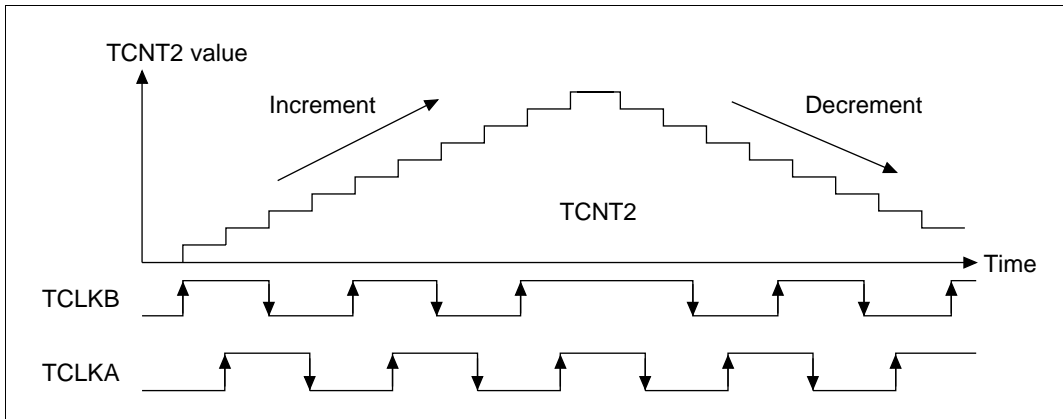 TCNT2 value
Increment
Decrement
TCNT2
Time
TCLKB
TCLKA